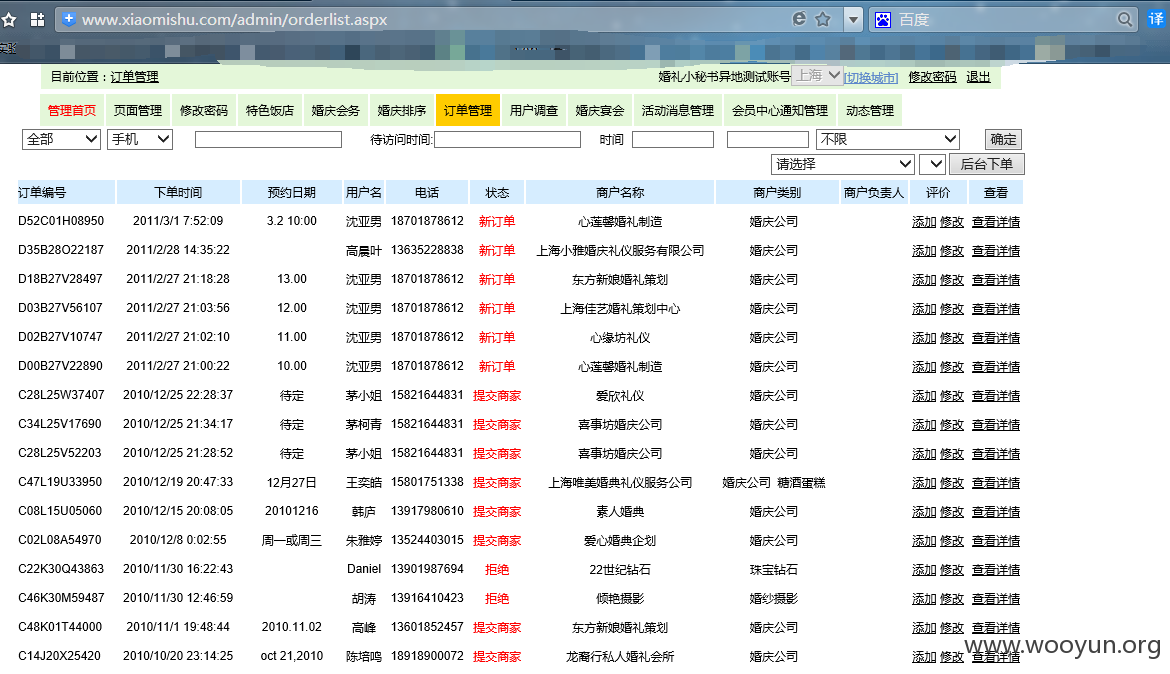 www.xiaomishu.com/admin/orderlist.aspx 百度 译
目前位置：订单管理 婚礼小秘书异地测试账号 上海 [切换城市] 修改密码 退出
管理首页 页面管理 修改密码 特色饭店 婚庆会务 婚庆排序 订单管理 用户调查 婚庆宴会 活动消息管理 会员中心通知管理 动态管理
全部 手机 待访问时间: 时间 不限 确定
请选择 后台下单
订单编号 下单时间 预约日期 用户名 电话 状态 商户名称 商户类别 商户负责人 评价 查看
D52C01H08950 2011/3/1 7:52:09 3.2 10:00 沈亚男 18701878612 新订单 心莲馨婚礼制造 婚庆公司 添加 修改 查看详情
D35B28O22187 2011/2/28 14:35:22 高晨叶 13635228838 新订单 上海小雅婚庆礼仪服务有限公司 婚庆公司 添加 修改 查看详情
D18B27V28497 2011/2/27 21:18:28 13.00 沈亚男 18701878612 新订单 东方新娘婚礼策划 婚庆公司 添加 修改 查看详情
D03B27V56107 2011/2/27 21:03:56 12.00 沈亚男 18701878612 新订单 上海佳艺婚礼策划中心 婚庆公司 添加 修改 查看详情
D02B27V10747 2011/2/27 21:02:10 11.00 沈亚男 18701878612 新订单 心缘坊礼仪 婚庆公司 添加 修改 查看详情
D00B27V22890 2011/2/27 21:00:22 10.00 沈亚男 18701878612 新订单 心莲馨婚礼制造 婚庆公司 添加 修改 查看详情
C28L25W37407 2010/12/25 22:28:37 待定 茅小姐 15821644831 提交商家 爱欣礼仪 婚庆公司 添加 修改 查看详情
C34L25V17690 2010/12/25 21:34:17 待定 茅柯青 15821644831 提交商家 喜事坊婚庆公司 婚庆公司 添加 修改 查看详情
C28L25V52203 2010/12/25 21:28:52 待定 茅小姐 15821644831 提交商家 喜事坊婚庆公司 婚庆公司 添加 修改 查看详情
C47L19U33950 2010/12/19 20:47:33 12月27日 王奕皓 15801751338 提交商家 上海唯美婚典礼仪服务公司 婚庆公司 糖酒蛋糕 添加 修改 查看详情
C08L15U05060 2010/12/15 20:08:05 20101216 韩庐 13917980610 提交商家 素人婚典 婚庆公司 添加 修改 查看详情
C02L08A54970 2010/12/8 0:02:55 周一或周三 朱雅婷 13524403015 提交商家 爱心婚典企划 婚庆公司 添加 修改 查看详情
C22K30Q43863 2010/11/30 16:22:43 Daniel 13901987694 拒绝 22世纪钻石 珠宝钻石 添加 修改 查看详情
C46K30M59487 2010/11/30 12:46:59 胡涛 13916410423 拒绝 倾艳摄影 婚纱摄影 添加 修改 查看详情
C48K01T44000 2010/11/1 19:48:44 2010.11.02 高峰 13601852457 提交商家 东方新娘婚礼策划 婚庆公司 添加 修改 查看详情
C14J20X25420 2010/10/20 23:14:25 oct 21,2010 陈培鸣 18918900072 提交商家 龙裔行私人婚礼会所 婚庆公司 添加 修改 查看详情
www.wooyun.org